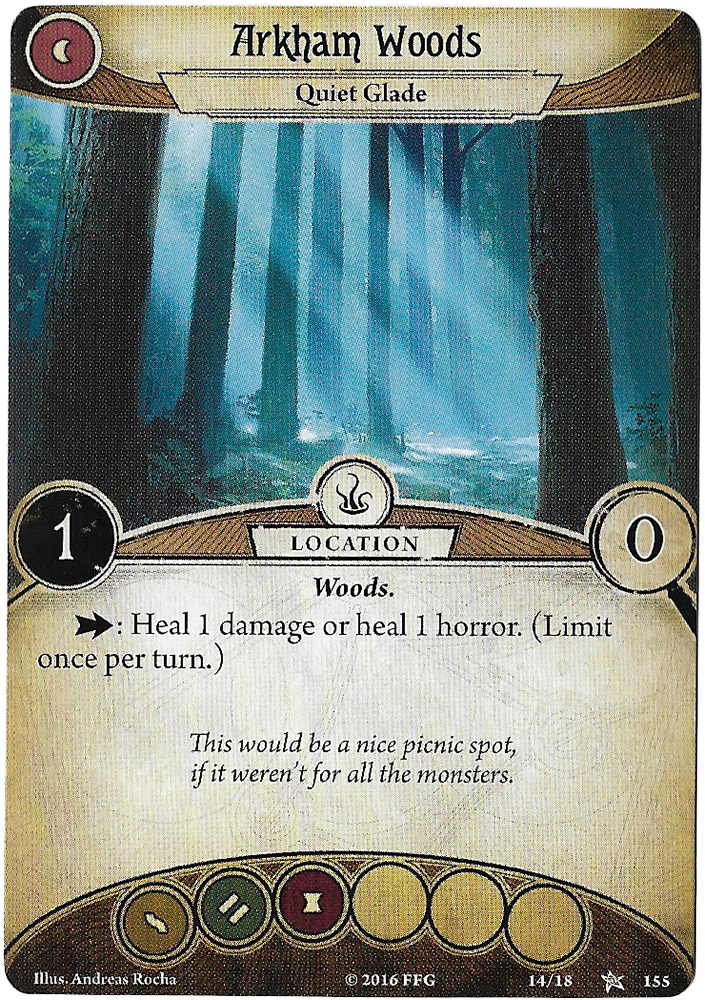 Arkham Woods
Quiet Glade
1
LOCATION
0
Woods.
: Heal 1 damage or heal 1 horror. (Limit
once per turn.)
This would be a nice picnic spot,
if it weren't for all the monsters.
Illus. Andreas Rocha © 2016 FFG 14/18 155